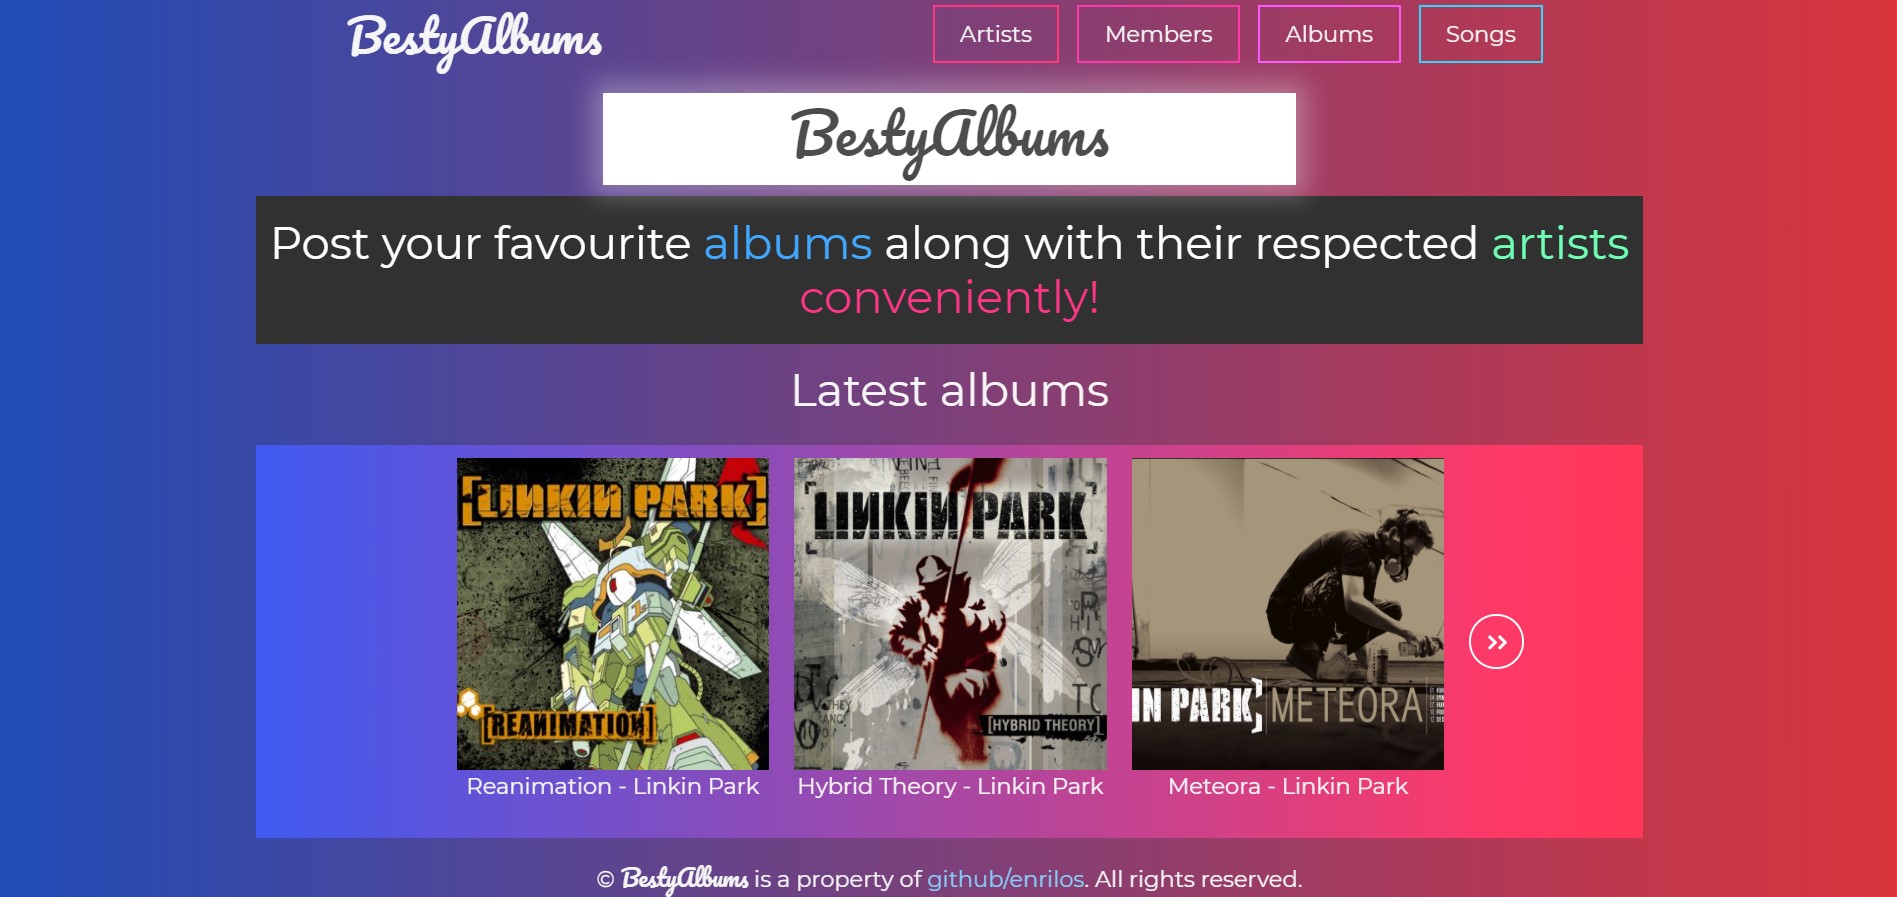 BestyAlbums
Artists
Members
Albums
Songs
BestyAlbums
Post your favourite albums along with their respected artists
conveniently!
Latest albums
[LINKIN PARK]
[REANIMATION]
LINKIN PARK
[HYBRID THEORY]
IN PARK] METEORA
Reanimation - Linkin Park
Hybrid Theory - Linkin Park
Meteora - Linkin Park
© BestyAlbums is a property of github/enrilos. All rights reserved.